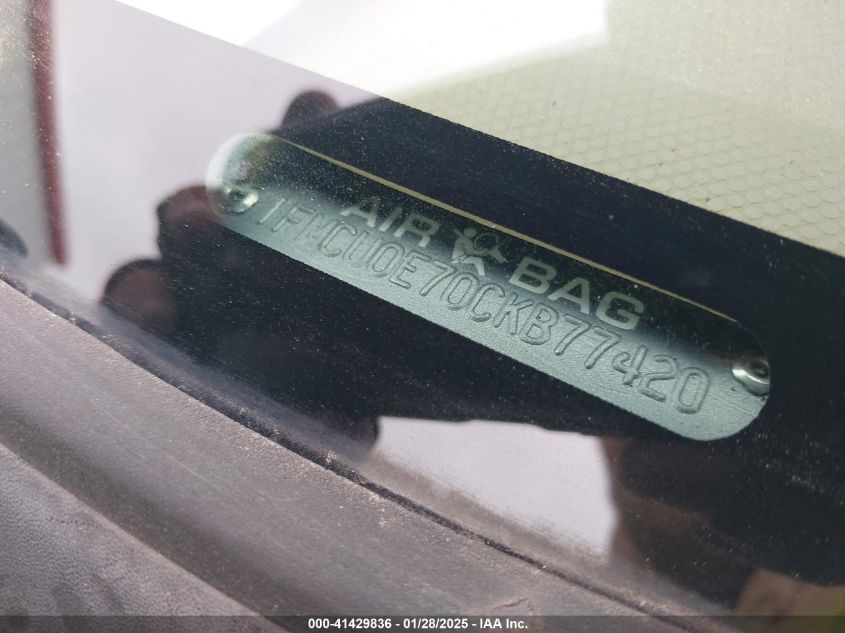 AIR BAG
1FMCU0E70CKB77420
000-41429836 - 01/28/2025 - IAA Inc.